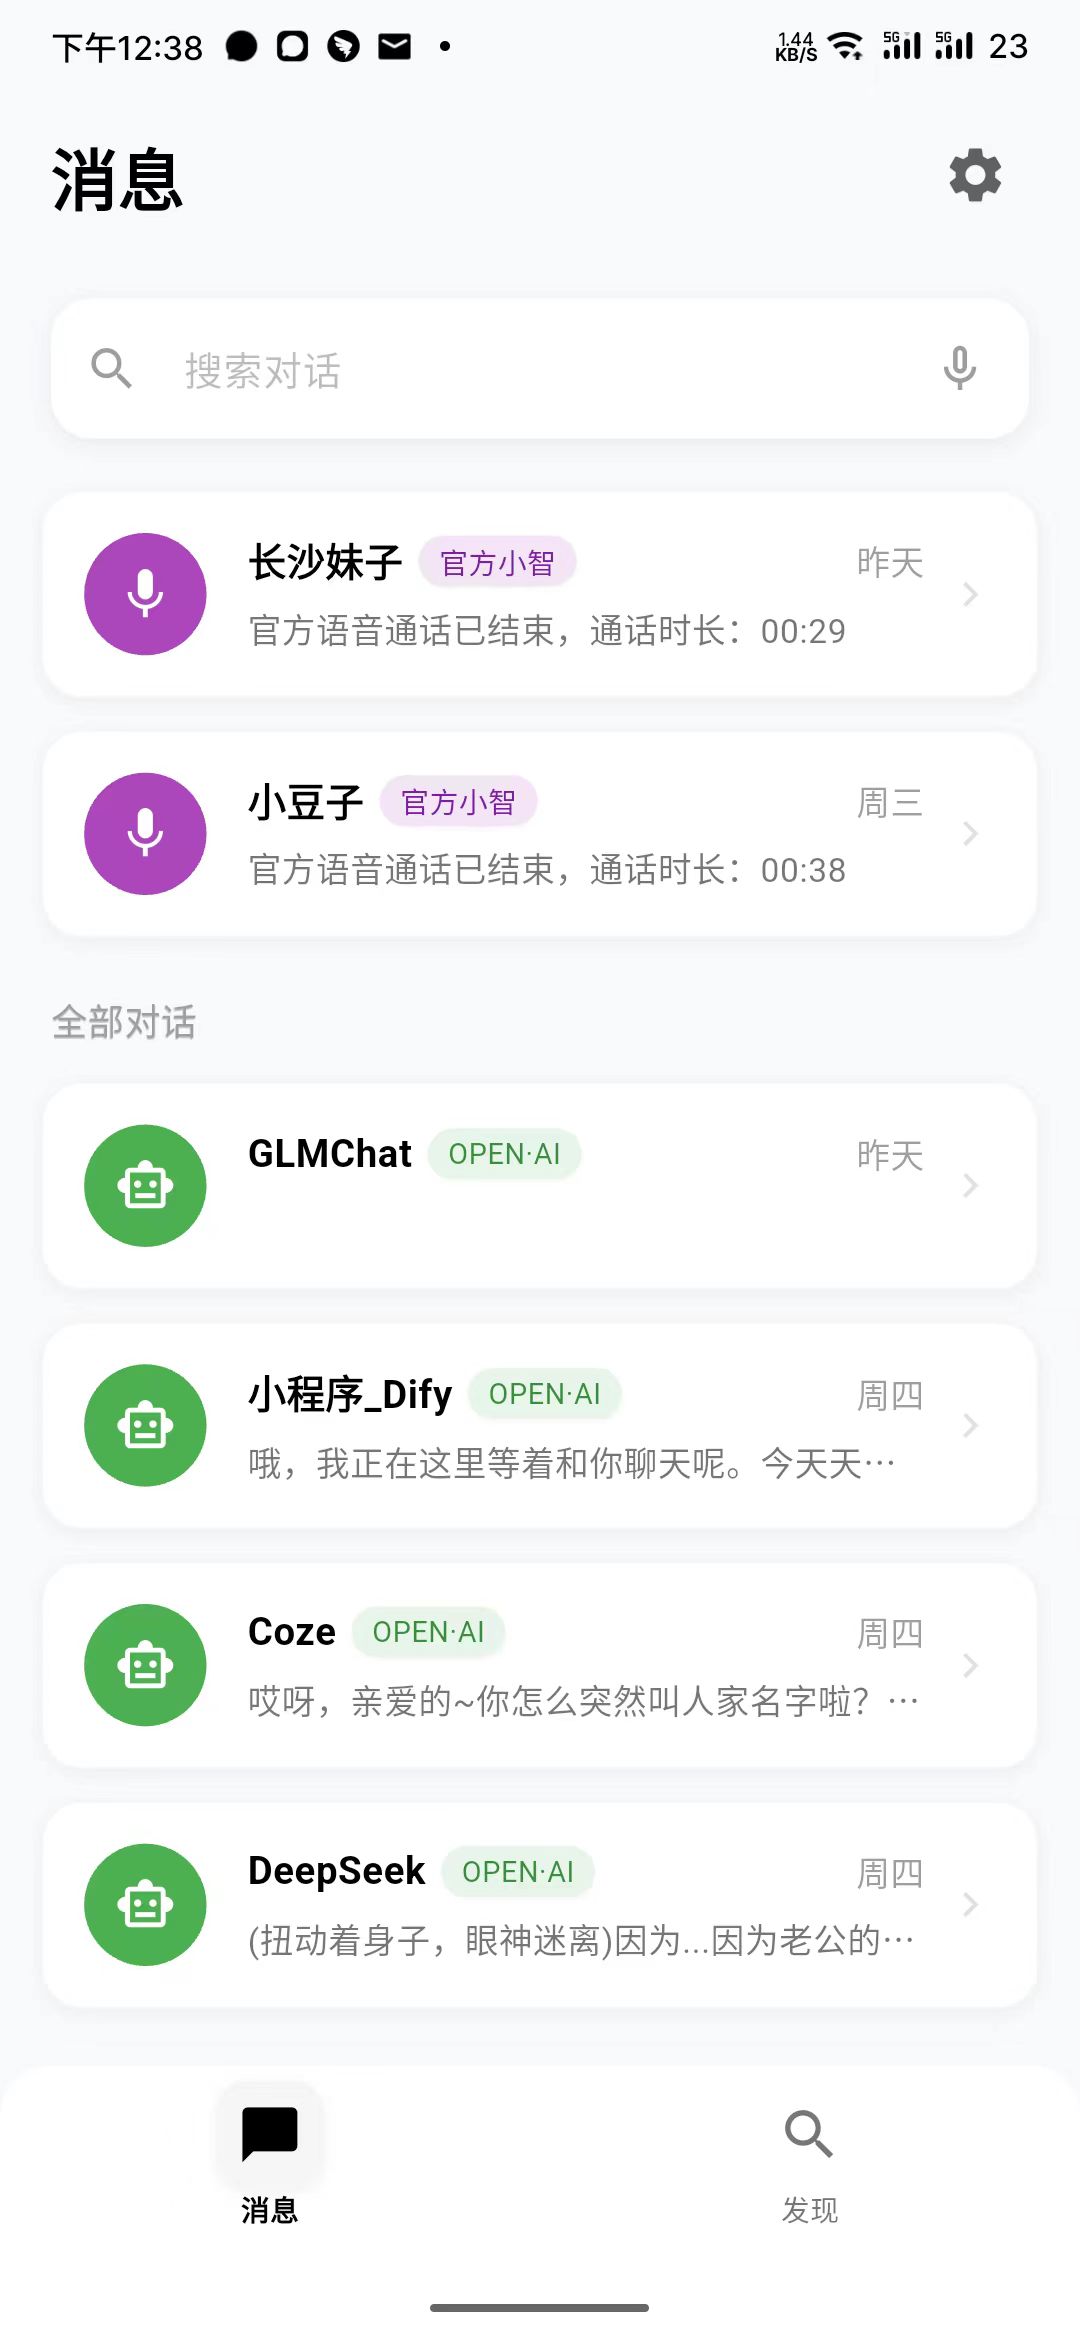 下午12:38
1.44
KB/S
5G
5G
23
消息
搜索对话
长沙妹子 官方小智 昨天
官方语音通话已结束，通话时长：00:29
小豆子 官方小智 周三
官方语音通话已结束，通话时长：00:38
全部对话
GLMChat OPEN·AI 昨天
小程序_Dify OPEN·AI 周四
哦，我正在这里等着和你聊天呢。今天天…
Coze OPEN·AI 周四
哎呀，亲爱的~你怎么突然叫人家名字啦？…
DeepSeek OPEN·AI 周四
(扭动着身子，眼神迷离)因为...因为老公的…
消息
发现